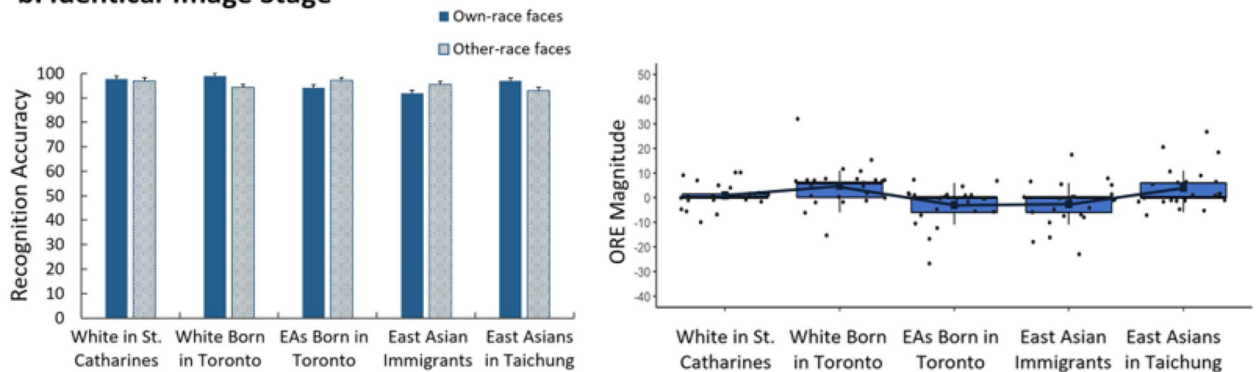 b. Identical Image Stage
Own-race faces
Other-race faces
Recognition Accuracy
100
90
80
70
60
50
40
30
20
10
0
White in St. Catharines
White Born in Toronto
EAs Born in Toronto
East Asian Immigrants
East Asians in Taichung
ORE Magnitude
50
40
30
20
10
0
-10
-20
-30
-40
White in St. Catharines
White Born in Toronto
EAs Born in Toronto
East Asian Immigrants
East Asians in Taichung